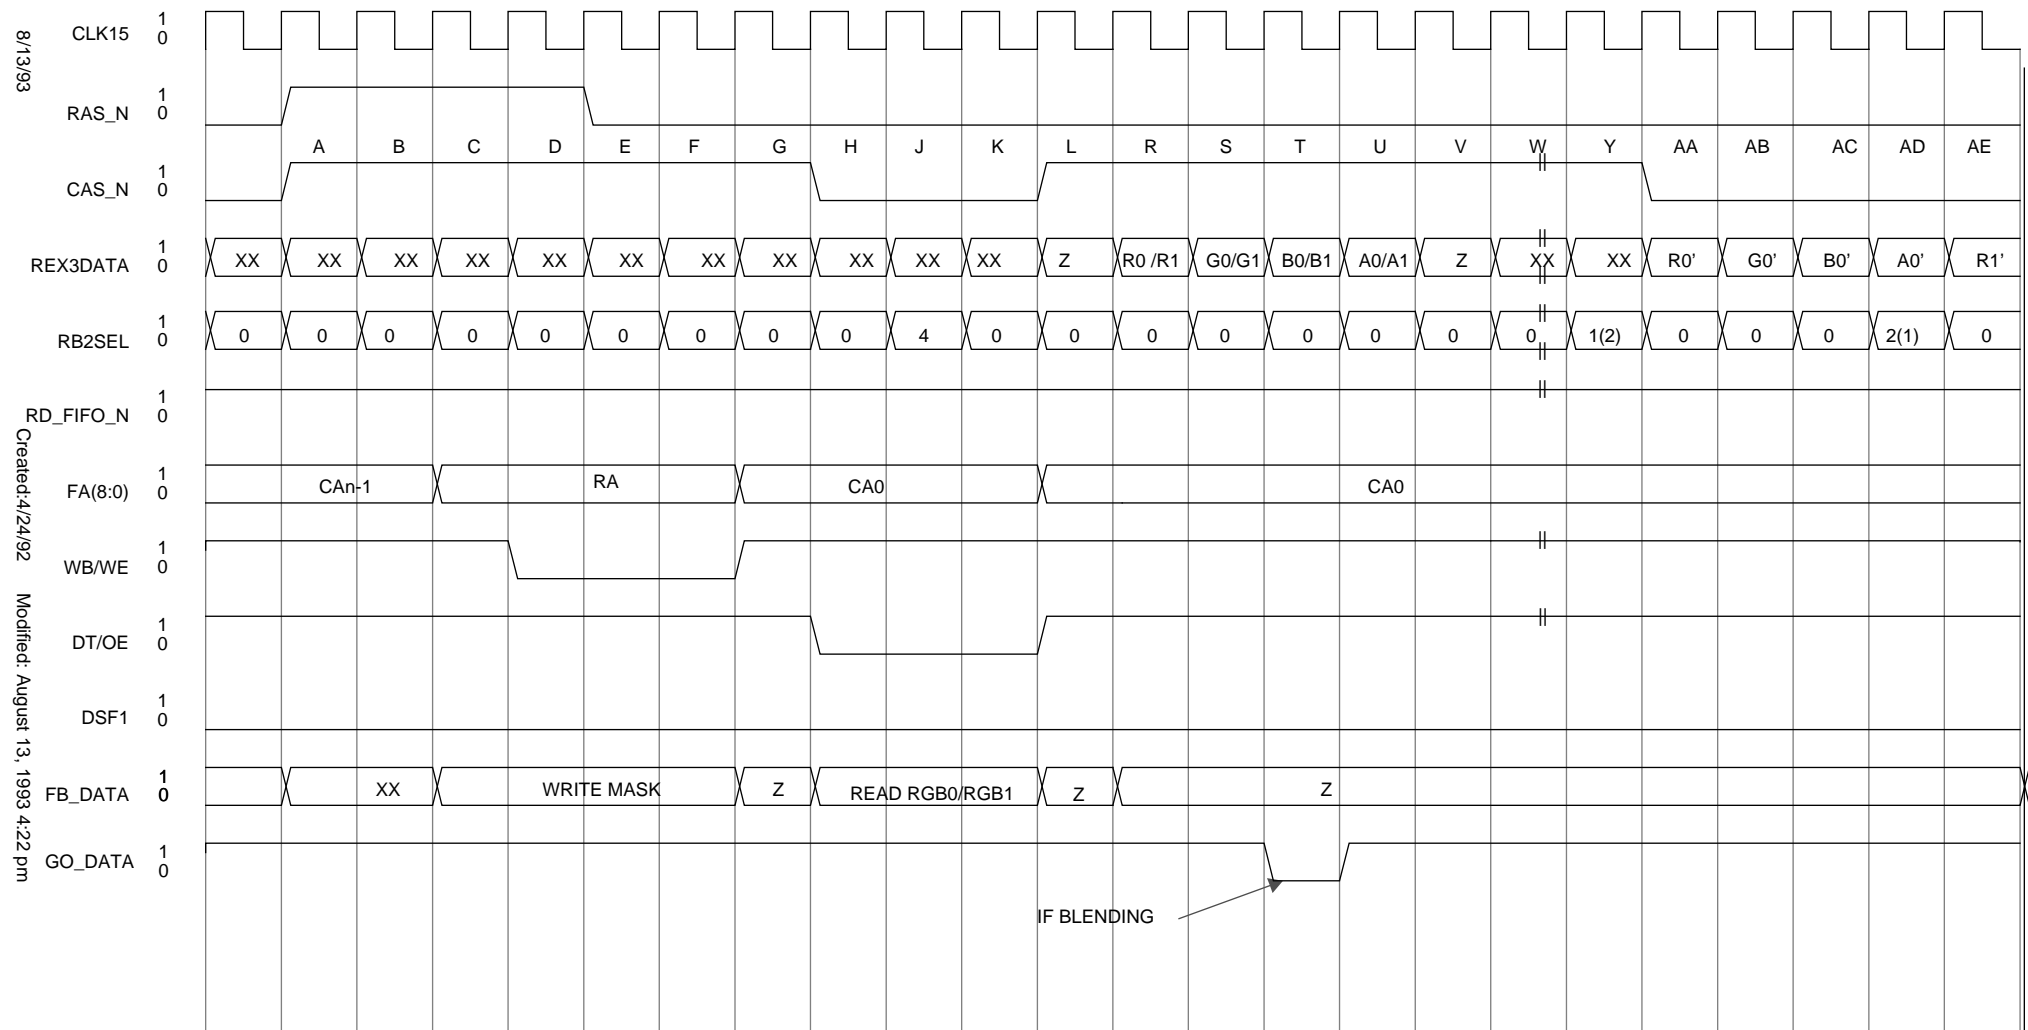 CLK15 1 0
8/13/93
RAS_N 1 0
A B C D E F G H J K L R S T U V W Y AA AB AC AD AE
CAS_N 1 0
REX3DATA 1 0 XX XX XX XX XX XX XX XX XX XX XX Z R0 /R1 G0/G1 B0/B1 A0/A1 Z XX XX R0' G0' B0' A0' R1'
RB2SEL 1 0 0 0 0 0 0 0 0 0 0 4 0 0 0 0 0 0 0 0 1(2) 0 0 0 2(1) 0
RD_FIFO_N 1 0
FA(8:0) 1 0 CAn-1 RA CA0 CA0
WB/WE 1 0
DT/OE 1 0
DSF1 1 0
FB_DATA 1 0 XX WRITE MASK Z READ RGB0/RGB1 Z Z
GO_DATA 1 0
IF BLENDING
Created:4/24/92 Modified: August 13, 1993 4:22 pm